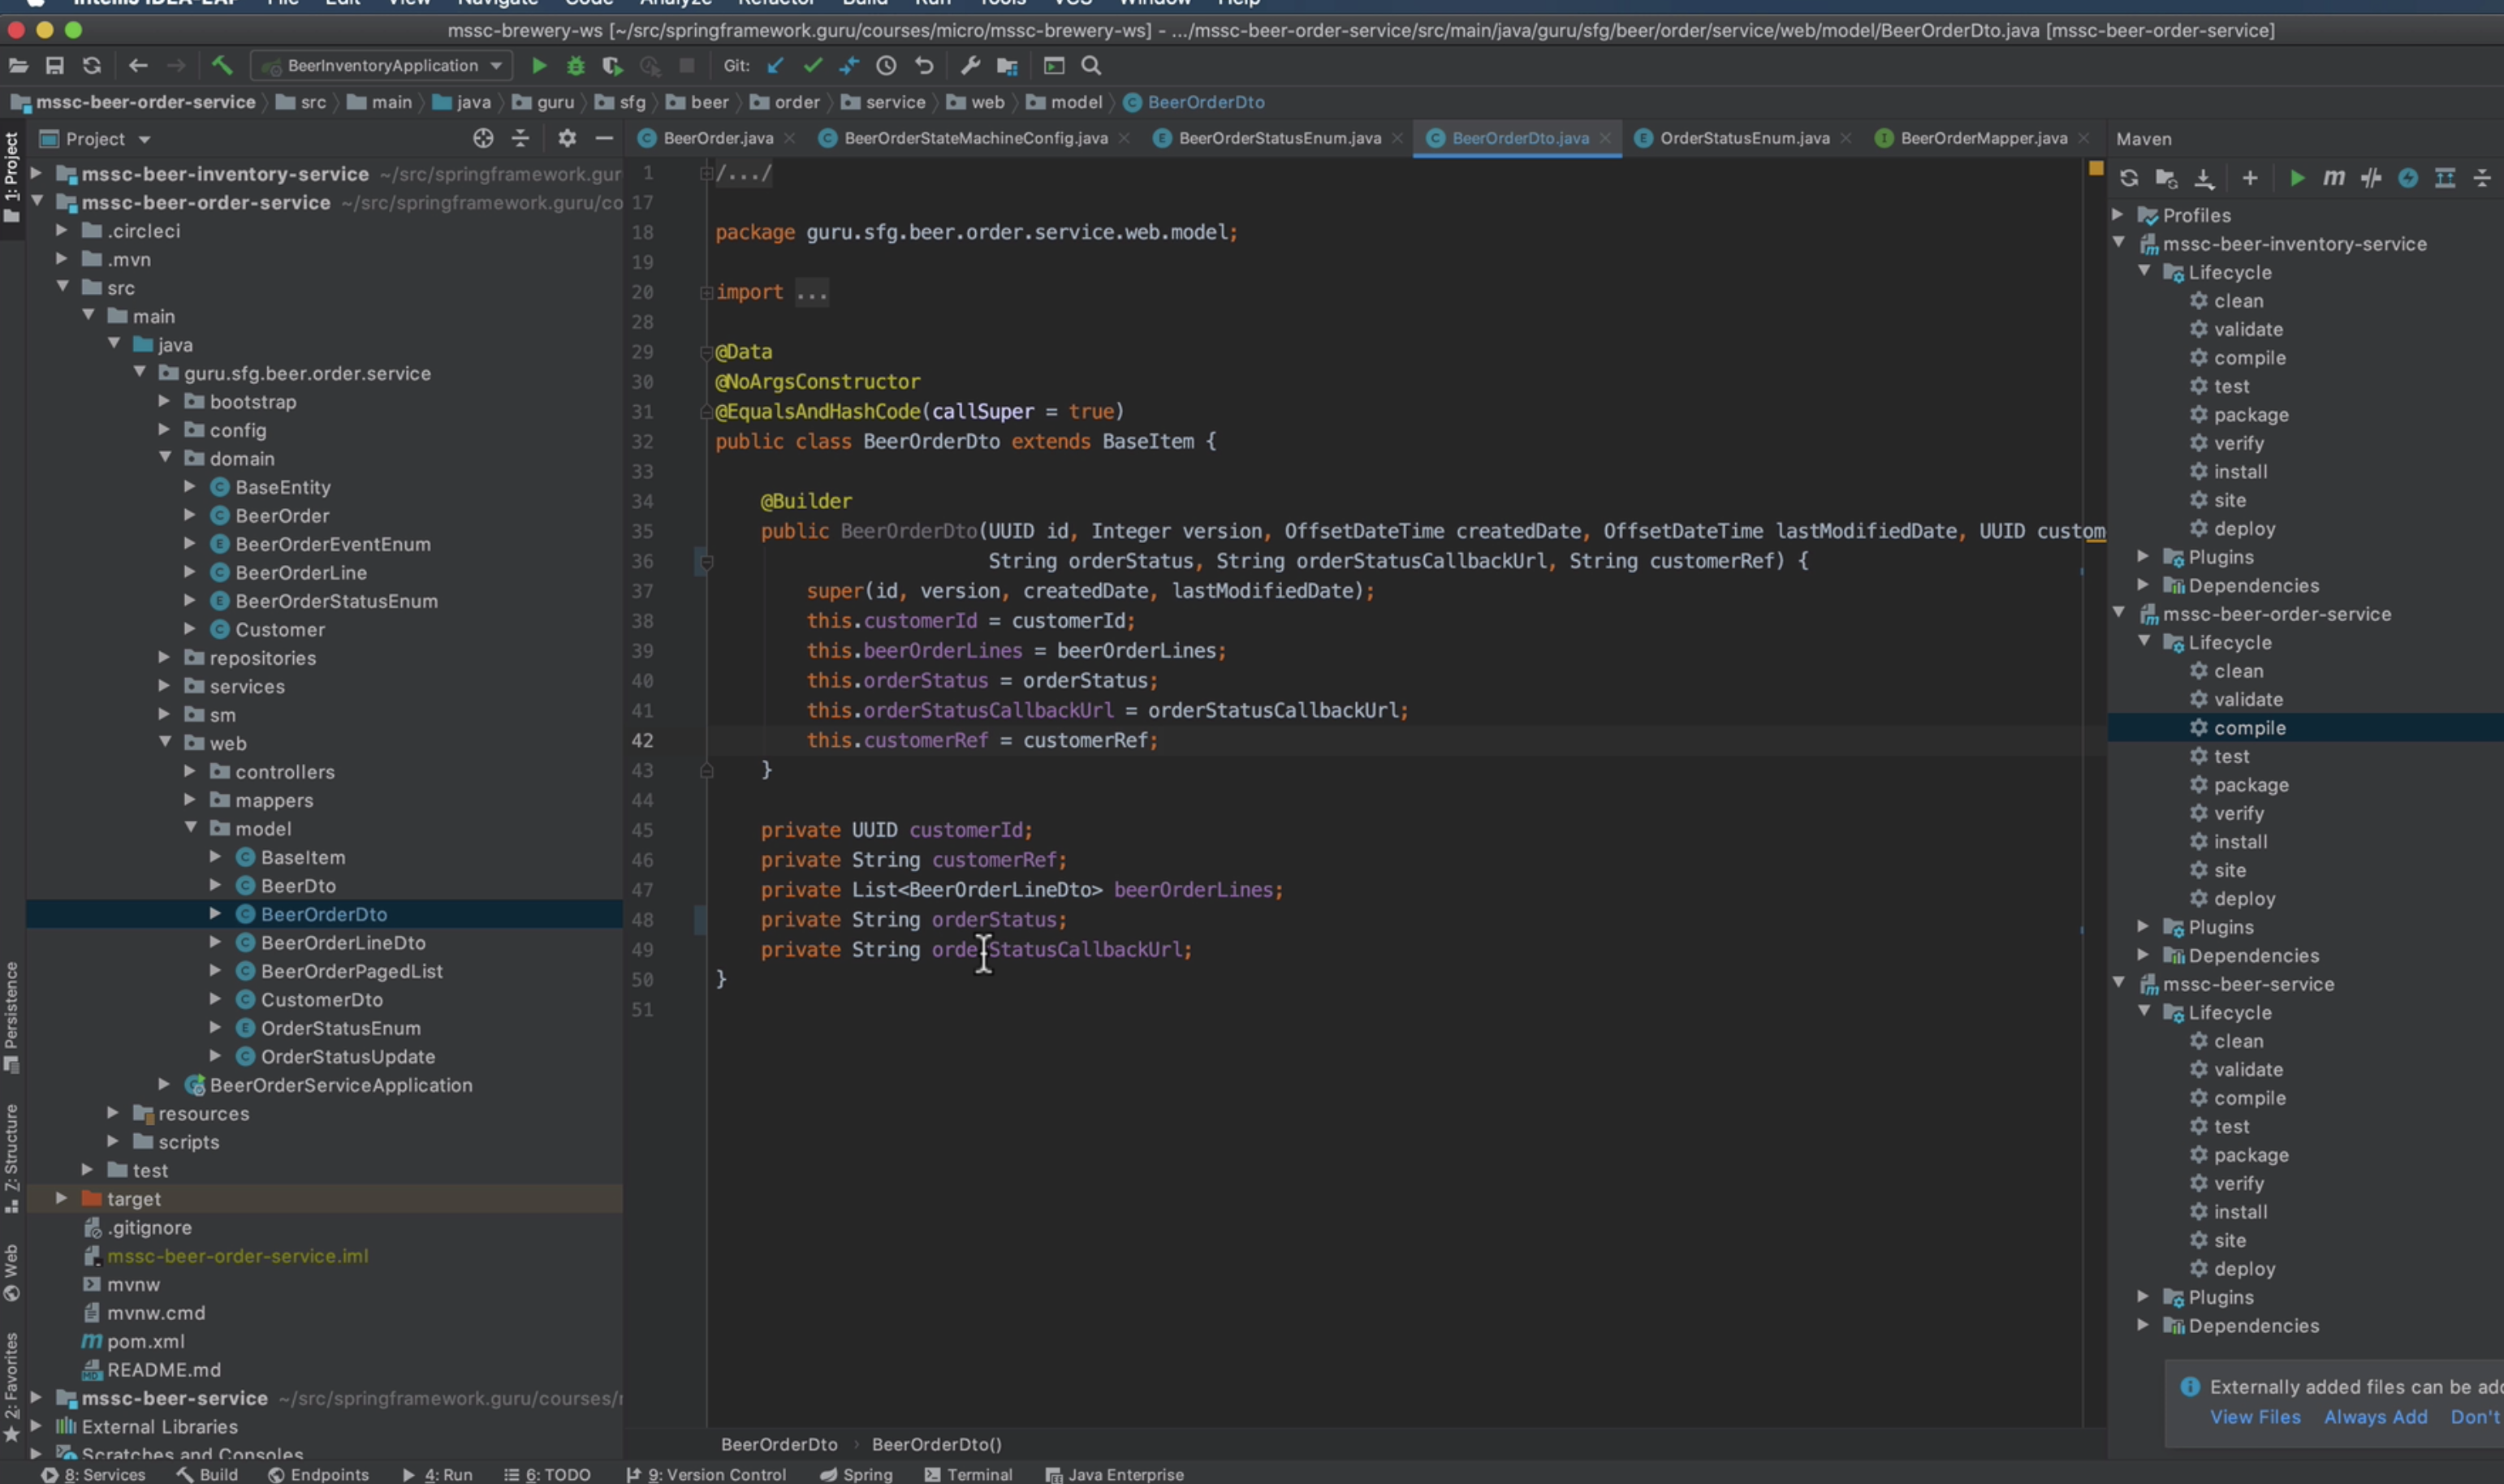 IntelliJ IDEA-EAP File Edit View Navigate Code Analyze Refactor Build Run Tools VCS Window Help
mssc-brewery-ws [~/src/springframework.guru/courses/micro/mssc-brewery-ws] - .../mssc-beer-order-service/src/main/java/guru/sfg/beer/order/service/web/model/BeerOrderDto.java [mssc-beer-order-service]
BeerInventoryApplication Git:
mssc-beer-order-service src main java guru sfg beer order service web model BeerOrderDto
Project
BeerOrder.java BeerOrderStateMachineConfig.java BeerOrderStatusEnum.java BeerOrderDto.java OrderStatusEnum.java BeerOrderMapper.java
Maven
1: Project
Persistence
Z: Structure
Web
2: Favorites
mssc-beer-inventory-service ~/src/springframework.gur
mssc-beer-order-service ~/src/springframework.guru/co
.circleci
.mvn
src
main
java
guru.sfg.beer.order.service
bootstrap
config
domain
BaseEntity
BeerOrder
BeerOrderEventEnum
BeerOrderLine
BeerOrderStatusEnum
Customer
repositories
services
sm
web
controllers
mappers
model
BaseItem
BeerDto
BeerOrderDto
BeerOrderLineDto
BeerOrderPagedList
CustomerDto
OrderStatusEnum
OrderStatusUpdate
BeerOrderServiceApplication
resources
scripts
test
target
.gitignore
mssc-beer-order-service.iml
mvnw
mvnw.cmd
pom.xml
README.md
mssc-beer-service ~/src/springframework.guru/courses/
External Libraries
Scratches and Consoles
1 /.../
17
18 package guru.sfg.beer.order.service.web.model;
19
20 import ...
28
29 @Data
30 @NoArgsConstructor
31 @EqualsAndHashCode(callSuper = true)
32 public class BeerOrderDto extends BaseItem {
33
34 @Builder
35 public BeerOrderDto(UUID id, Integer version, OffsetDateTime createdDate, OffsetDateTime lastModifiedDate, UUID custom
36 String orderStatus, String orderStatusCallbackUrl, String customerRef) {
37 super(id, version, createdDate, lastModifiedDate);
38 this.customerId = customerId;
39 this.beerOrderLines = beerOrderLines;
40 this.orderStatus = orderStatus;
41 this.orderStatusCallbackUrl = orderStatusCallbackUrl;
42 this.customerRef = customerRef;
43 }
44
45 private UUID customerId;
46 private String customerRef;
47 private List<BeerOrderLineDto> beerOrderLines;
48 private String orderStatus;
49 private String orderStatusCallbackUrl;
50 }
51
BeerOrderDto BeerOrderDto()
m
Profiles
mssc-beer-inventory-service
Lifecycle
clean
validate
compile
test
package
verify
install
site
deploy
Plugins
Dependencies
mssc-beer-order-service
Lifecycle
clean
validate
compile
test
package
verify
install
site
deploy
Plugins
Dependencies
mssc-beer-service
Lifecycle
clean
validate
compile
test
package
verify
install
site
deploy
Plugins
Dependencies
Externally added files can be add
View Files Always Add Don't
8: Services Build Endpoints 4: Run 6: TODO 9: Version Control Spring Terminal Java Enterprise